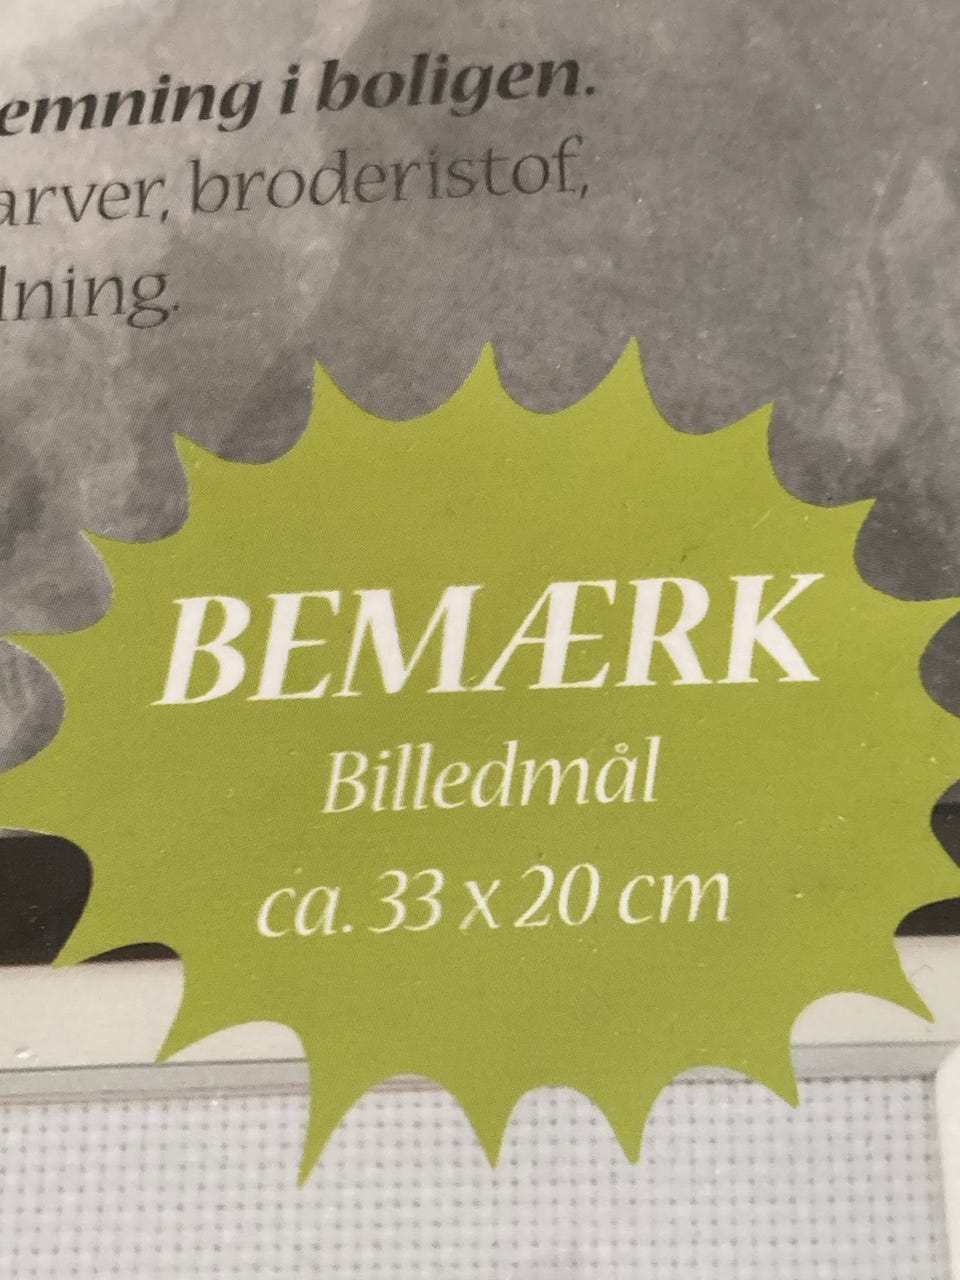 emning i boligen.
arver, broderistof,
lning.
BEMÆRK
Billedmål
ca. 33 x 20 cm